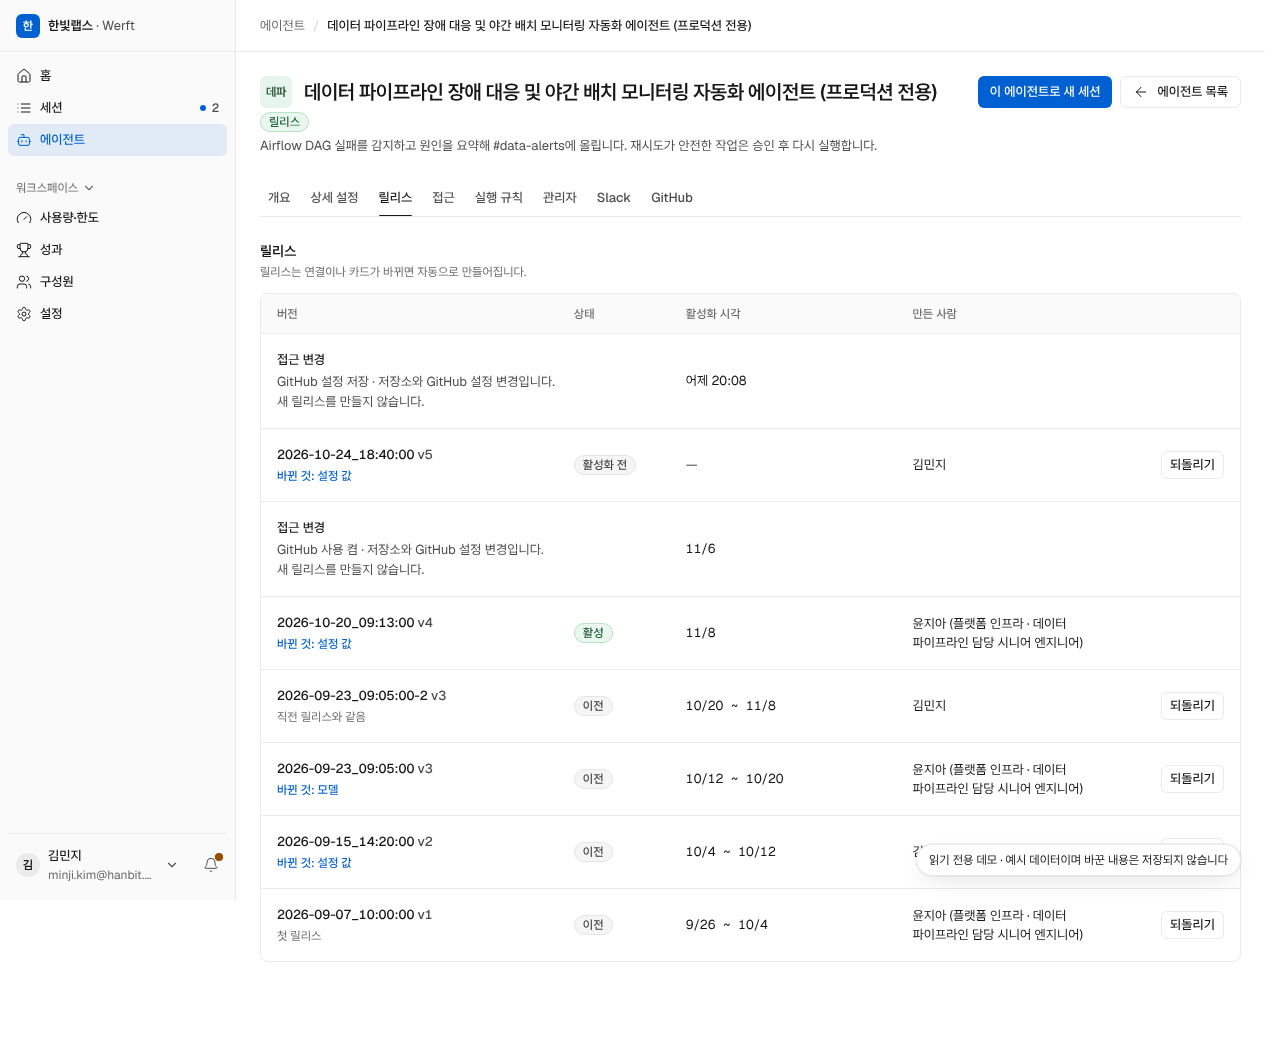 한 한빛랩스 · Werft
홈
세션 2
에이전트
워크스페이스
사용량·한도
성과
구성원
설정
김 김민지
minji.kim@hanbit....
에이전트 / 데이터 파이프라인 장애 대응 및 야간 배치 모니터링 자동화 에이전트 (프로덕션 전용)
데파 데이터 파이프라인 장애 대응 및 야간 배치 모니터링 자동화 에이전트 (프로덕션 전용)
릴리스
이 에이전트로 새 세션
에이전트 목록
Airflow DAG 실패를 감지하고 원인을 요약해 #data-alerts에 올립니다. 재시도가 안전한 작업은 승인 후 다시 실행합니다.
개요 상세 설정 릴리스 접근 실행 규칙 관리자 Slack GitHub
릴리스
릴리스는 연결이나 카드가 바뀌면 자동으로 만들어집니다.
버전 상태 활성화 시각 만든 사람
접근 변경
GitHub 설정 저장 · 저장소와 GitHub 설정 변경입니다.
새 릴리스를 만들지 않습니다.
어제 20:08
2026-10-24_18:40:00 v5
바뀐 것: 설정 값
활성화 전 — 김민지 되돌리기
접근 변경
GitHub 사용 켬 · 저장소와 GitHub 설정 변경입니다.
새 릴리스를 만들지 않습니다.
11/6
2026-10-20_09:13:00 v4
바뀐 것: 설정 값
활성 11/8
윤지아 (플랫폼 인프라 · 데이터
파이프라인 담당 시니어 엔지니어)
2026-09-23_09:05:00-2 v3
직전 릴리스와 같음
이전 10/20 ~ 11/8 김민지 되돌리기
2026-09-23_09:05:00 v3
바뀐 것: 모델
이전 10/12 ~ 10/20
윤지아 (플랫폼 인프라 · 데이터
파이프라인 담당 시니어 엔지니어)
되돌리기
2026-09-15_14:20:00 v2
바뀐 것: 설정 값
이전 10/4 ~ 10/12
읽기 전용 데모 · 예시 데이터이며 바꾼 내용은 저장되지 않습니다
2026-09-07_10:00:00 v1
첫 릴리스
이전 9/26 ~ 10/4
윤지아 (플랫폼 인프라 · 데이터
파이프라인 담당 시니어 엔지니어)
되돌리기